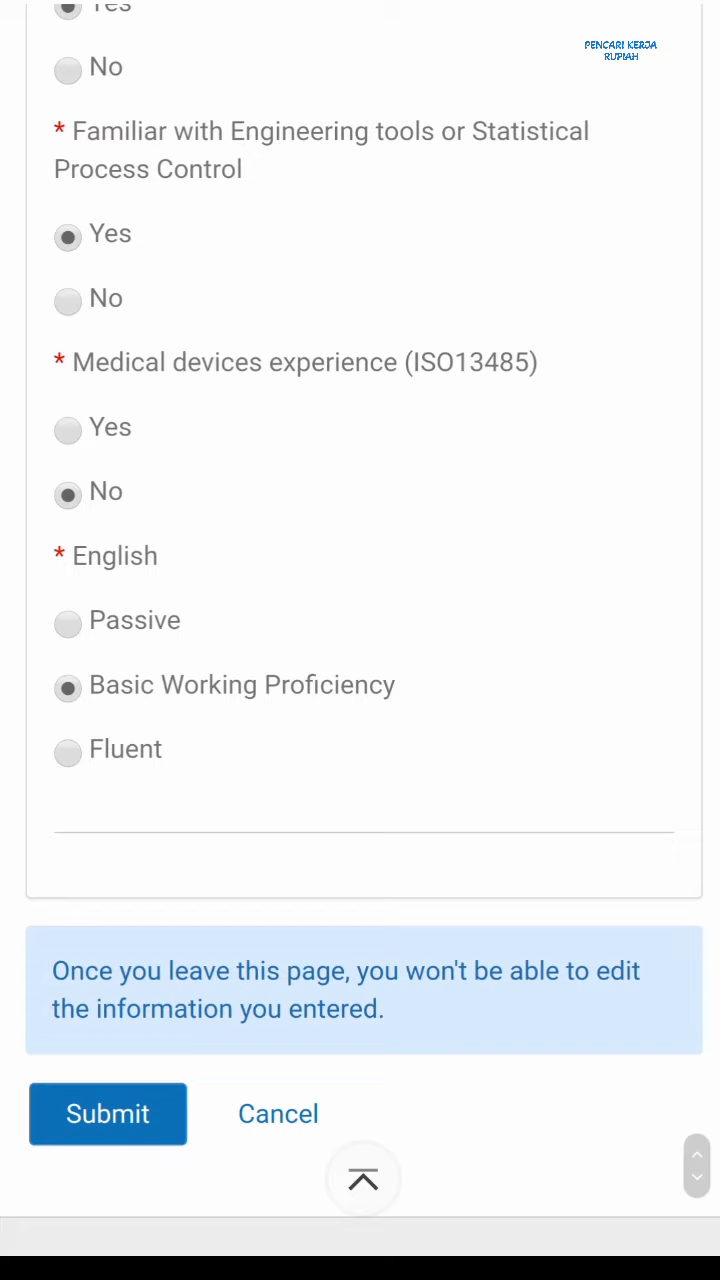 Yes
PENCARI KERJA
RUPIAH
No
* Familiar with Engineering tools or Statistical
Process Control
Yes
No
* Medical devices experience (ISO13485)
Yes
No
* English
Passive
Basic Working Proficiency
Fluent
Once you leave this page, you won't be able to edit
the information you entered.
Submit
Cancel